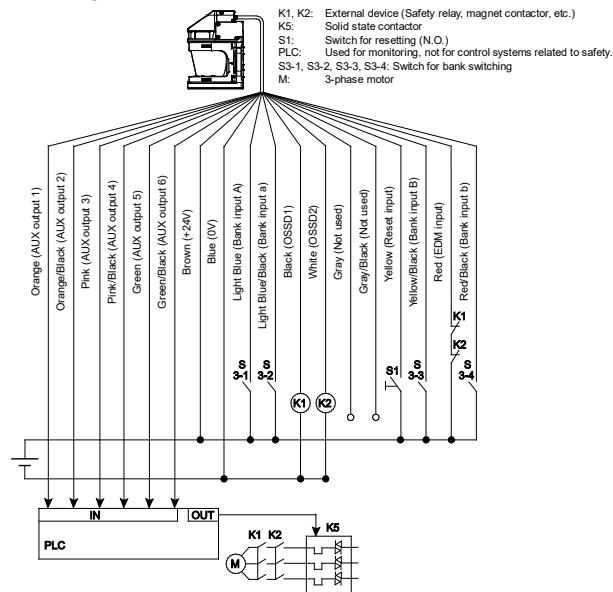 K1, K2: External device (Safety relay, magnet contactor, etc.)
K5: Solid state contactor
S1: Switch for resetting (N.O.)
PLC: Used for monitoring, not for control systems related to safety.
S3-1, S3-2, S3-3, S3-4: Switch for bank switching
M: 3-phase motor
Orange (AUX output 1)
Orange/Black (AUX output 2)
Pink (AUX output 3)
Pink/Black (AUX output 4)
Green (AUX output 5)
Green/Black (AUX output 6)
Brown (+24V)
Blue (0V)
Light Blue (Bank input A)
Light Blue/Black (Bank input a)
Black (OSSD1)
White (OSSD2)
Gray (Not used)
Gray/Black (Not used)
Yellow (Reset input)
Yellow/Black (Bank input B)
Red (EDM input)
Red/Black (Bank input b)
K1
K2
S
3-1
S
3-2
S1
S
3-3
S
3-4
K1
K2
IN
OUT
PLC
K1 K2
K5
M